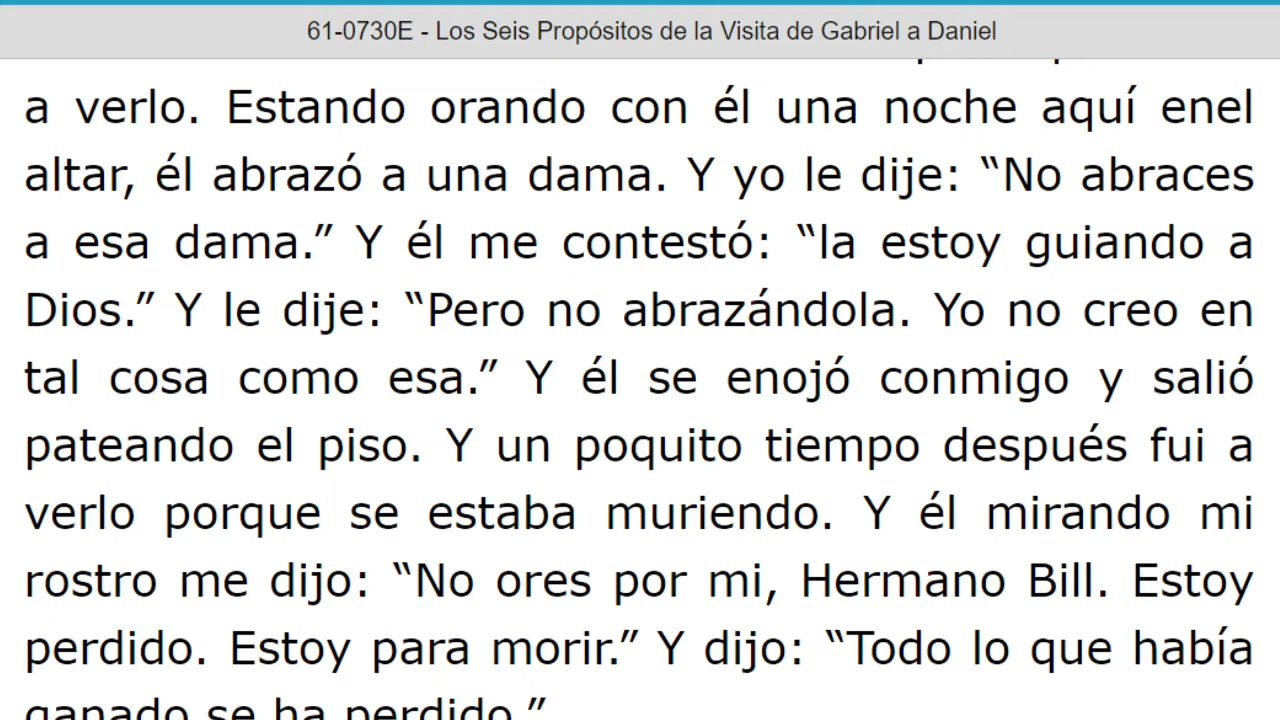 61-0730E - Los Seis Propósitos de la Visita de Gabriel a Daniel
a verlo. Estando orando con él una noche aquí enel
altar, él abrazó a una dama. Y yo le dije: “No abraces
a esa dama.” Y él me contestó: “la estoy guiando a
Dios.” Y le dije: “Pero no abrazándola. Yo no creo en
tal cosa como esa.” Y él se enojó conmigo y salió
pateando el piso. Y un poquito tiempo después fui a
verlo porque se estaba muriendo. Y él mirando mi
rostro me dijo: “No ores por mi, Hermano Bill. Estoy
perdido. Estoy para morir.” Y dijo: “Todo lo que había
ganado se ha perdido.”